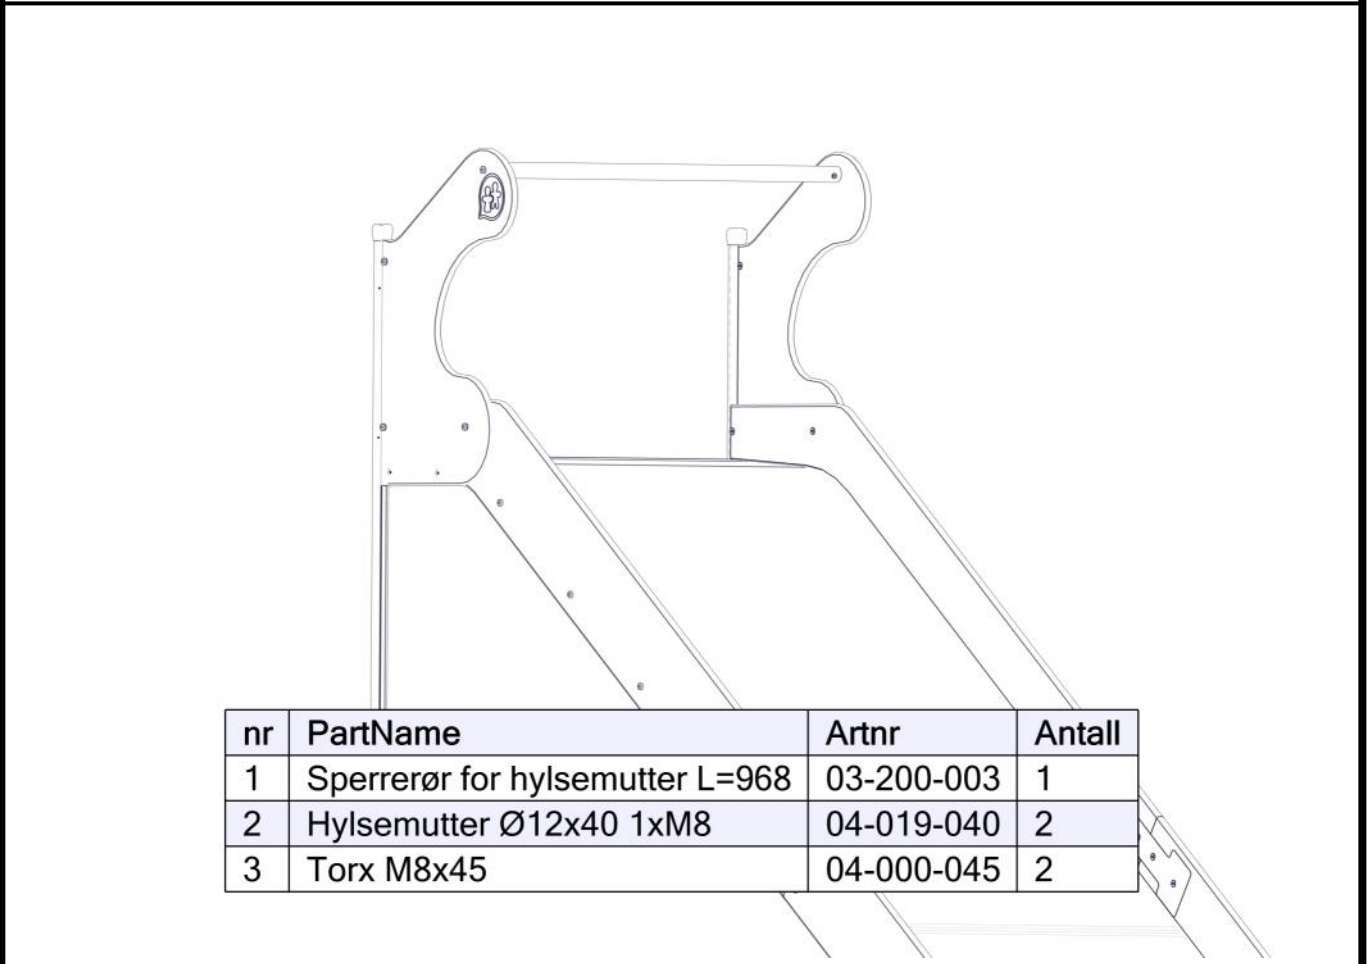 nr PartName Artnr Antall
1 Sperrerør for hylsemutter L=968 03-200-003 1
2 Hylsemutter Ø12x40 1xM8 04-019-040 2
3 Torx M8x45 04-000-045 2